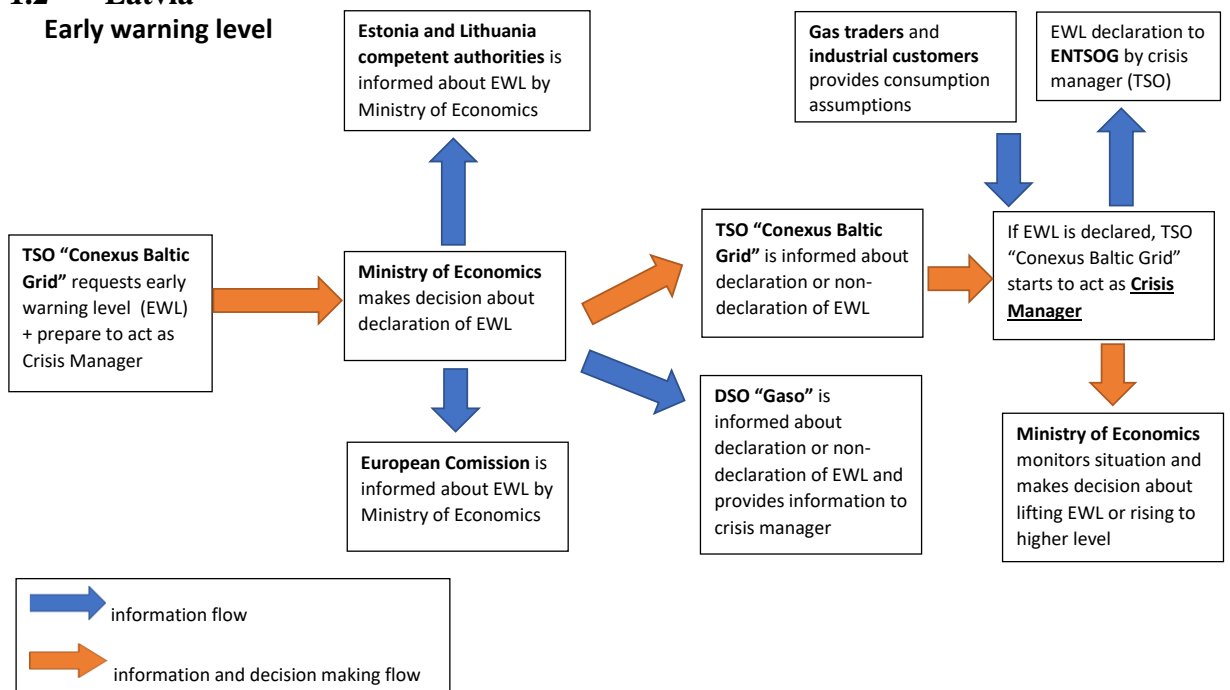 1.2 Latvia
Early warning level
Estonia and Lithuania
competent authorities is
informed about EWL by
Ministry of Economics
Gas traders and
industrial customers
provides consumption
assumptions
EWL declaration to
ENTSOG by crisis
manager (TSO)
TSO “Conexus Baltic
Grid” requests early
warning level (EWL)
+ prepare to act as
Crisis Manager
Ministry of Economics
makes decision about
declaration of EWL
TSO “Conexus Baltic
Grid” is informed about
declaration or non-
declaration of EWL
If EWL is declared, TSO
“Conexus Baltic Grid”
starts to act as Crisis
Manager
European Comission is
informed about EWL by
Ministry of Economics
DSO “Gaso” is
informed about
declaration or non-
declaration of EWL and
provides information to
crisis manager
Ministry of Economics
monitors situation and
makes decision about
lifting EWL or rising to
higher level
information flow
information and decision making flow